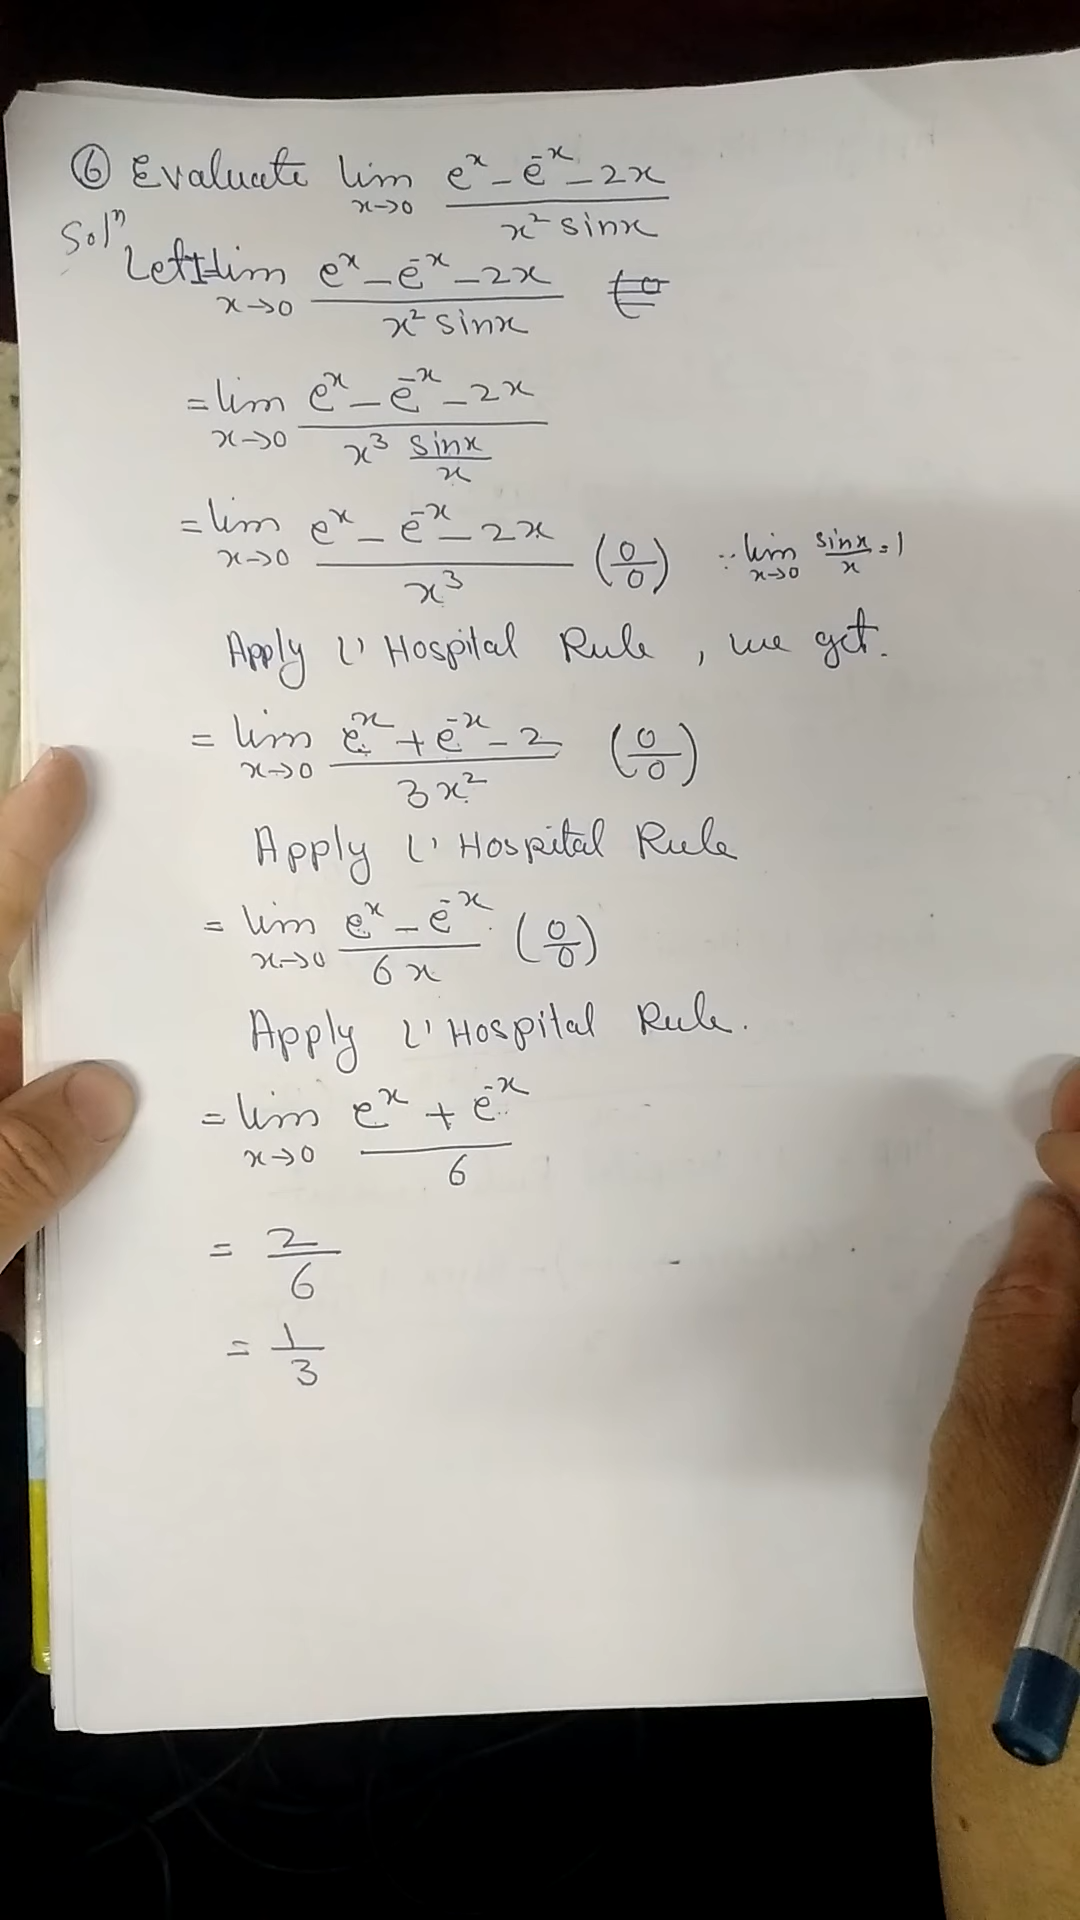 ⑥ Evaluate lim x→0 (e^x - e^-x - 2x)/(x² sinx)
Solⁿ
Let I = lim x→0 (e^x - e^-x - 2x)/(x² sinx)
= lim x→0 (e^x - e^-x - 2x)/(x³ sinx/x)
= lim x→0 (e^x - e^-x - 2x)/x³ (0/0) ∵ lim x→0 sinx/x = 1
Apply L' Hospital Rule, we get.
= lim x→0 (e^x + e^-x - 2)/3x² (0/0)
Apply L' Hospital Rule
= lim x→0 (e^x - e^-x)/6x (0/0)
Apply L' Hospital Rule.
= lim x→0 (e^x + e^-x)/6
= 2/6
= 1/3